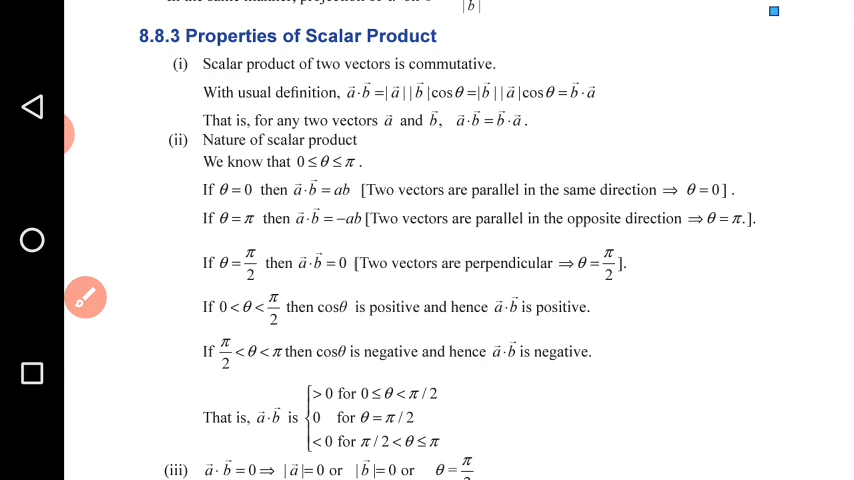 |b⃗|
8.8.3 Properties of Scalar Product
(i) Scalar product of two vectors is commutative.
With usual definition, a⃗·b⃗ =|a⃗||b⃗|cosθ =|b⃗||a⃗|cosθ = b⃗·a⃗
That is, for any two vectors a⃗ and b⃗, a⃗·b⃗ = b⃗·a⃗.
(ii) Nature of scalar product
We know that 0 ≤ θ ≤ π.
If θ = 0 then a⃗·b⃗ = ab [Two vectors are parallel in the same direction ⇒ θ = 0].
If θ = π then a⃗·b⃗ = −ab [Two vectors are parallel in the opposite direction ⇒ θ = π.].
If θ = π/2 then a⃗·b⃗ = 0 [Two vectors are perpendicular ⇒ θ = π/2].
If 0 < θ < π/2 then cosθ is positive and hence a⃗·b⃗ is positive.
If π/2 < θ < π then cosθ is negative and hence a⃗·b⃗ is negative.
>0 for 0 ≤ θ < π / 2
That is, a⃗·b⃗ is { 0 for θ = π / 2
<0 for π / 2 < θ ≤ π
(iii) a⃗·b⃗ = 0 ⇒ |a⃗|= 0 or |b⃗|= 0 or θ = π/2